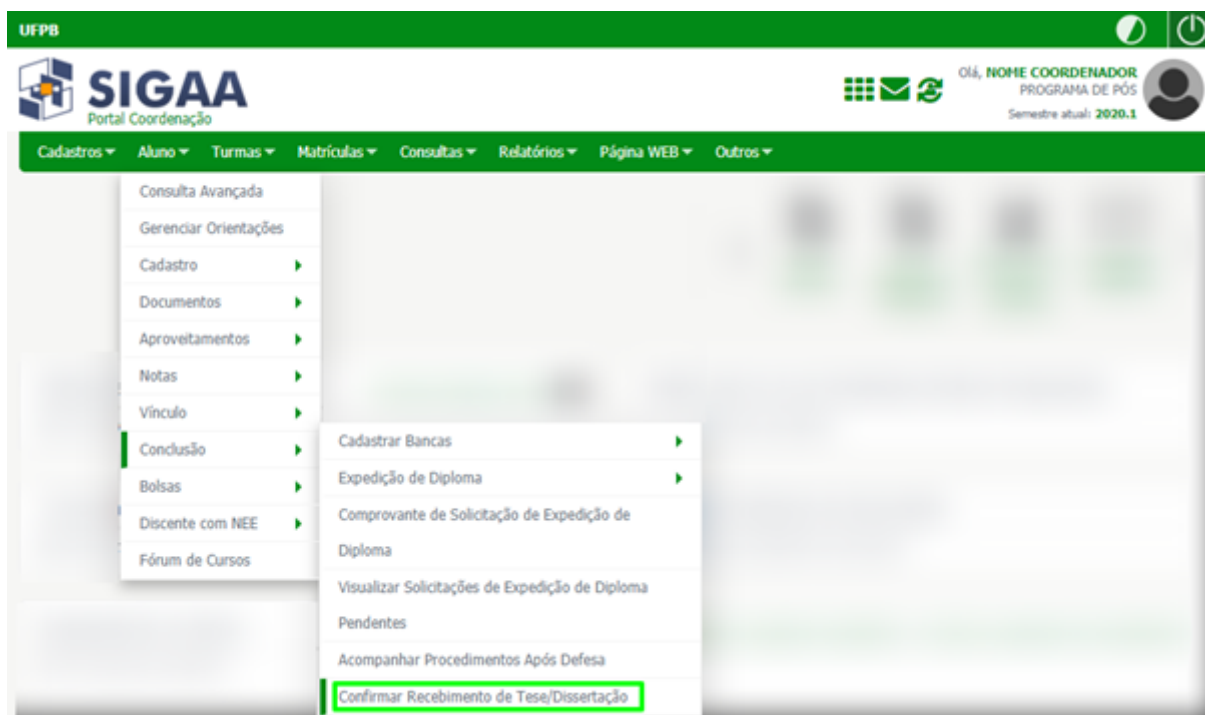 UFPB
SIGAA
Portal Coordenação
Olá, NOME COORDENADOR
PROGRAMA DE PÓS
Semestre atual: 2020.1
Cadastros Aluno Turmas Matrículas Consultas Relatórios Página WEB Outros
Consulta Avançada
Gerenciar Orientações
Cadastro
Documentos
Aproveitamentos
Notas
Vínculo
Conclusão
Bolsas
Discente com NEE
Fórum de Cursos
Cadastrar Bancas
Expedição de Diploma
Comprovante de Solicitação de Expedição de
Diploma
Visualizar Solicitações de Expedição de Diploma
Pendentes
Acompanhar Procedimentos Após Defesa
Confirmar Recebimento de Tese/Dissertação